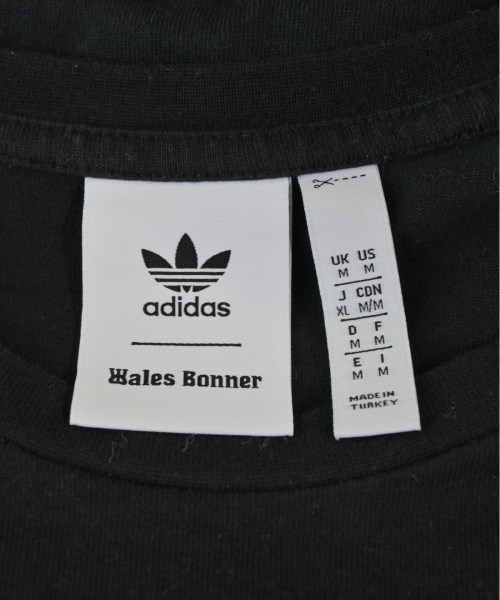 adidas
Wales Bonner
UK US
M M
J CDN
XL M/M
D F
M M
E I
M M
MADE IN
TURKEY